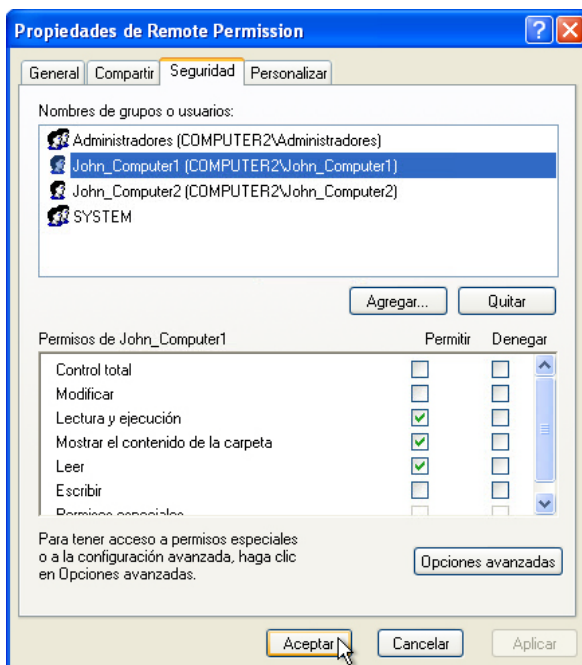 Propiedades de Remote Permission
General Compartir Seguridad Personalizar
Nombres de grupos o usuarios:
Administradores (COMPUTER2\Administradores)
John_Computer1 (COMPUTER2\John_Computer1)
John_Computer2 (COMPUTER2\John_Computer2)
SYSTEM
Agregar... Quitar
Permisos de John_Computer1 Permitir Denegar
Control total
Modificar
Lectura y ejecución
Mostrar el contenido de la carpeta
Leer
Escribir
Permisos especiales
Para tener acceso a permisos especiales
o a la configuración avanzada, haga clic
en Opciones avanzadas.
Opciones avanzadas
Aceptar Cancelar Aplicar